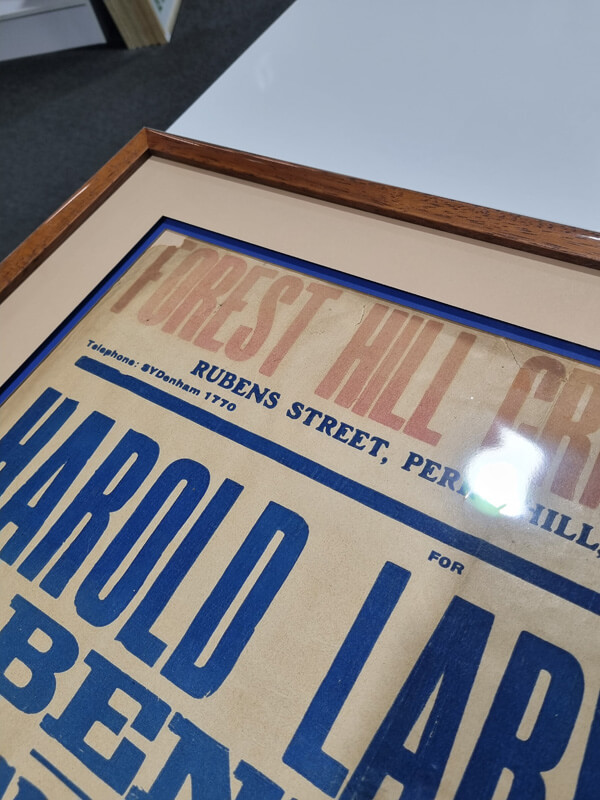 FOREST HILL CR
Telephone: SYDenham 1770
RUBENS STREET, PER HILL,
FOR
HAROLD LAR
BEN